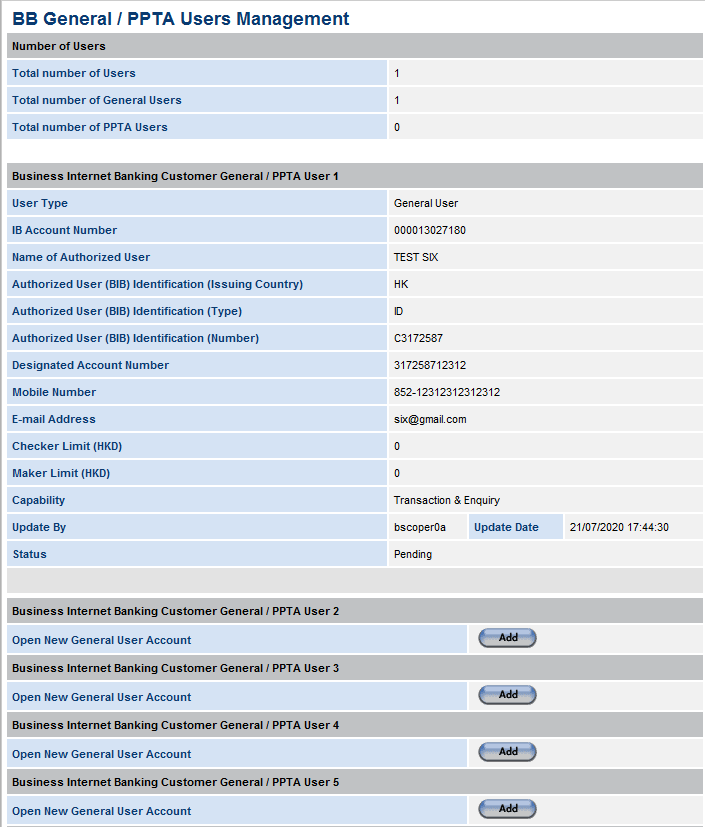 BB General / PPTA Users Management
Number of Users
Total number of Users 1
Total number of General Users 1
Total number of PPTA Users 0
Business Internet Banking Customer General / PPTA User 1
User Type General User
IB Account Number 000013027180
Name of Authorized User TEST SIX
Authorized User (BIB) Identification (Issuing Country) HK
Authorized User (BIB) Identification (Type) ID
Authorized User (BIB) Identification (Number) C3172587
Designated Account Number 317258712312
Mobile Number 852-12312312312312
E-mail Address six@gmail.com
Checker Limit (HKD) 0
Maker Limit (HKD) 0
Capability Transaction & Enquiry
Update By bscoper0a Update Date 21/07/2020 17:44:30
Status Pending
Business Internet Banking Customer General / PPTA User 2
Open New General User Account Add
Business Internet Banking Customer General / PPTA User 3
Open New General User Account Add
Business Internet Banking Customer General / PPTA User 4
Open New General User Account Add
Business Internet Banking Customer General / PPTA User 5
Open New General User Account Add